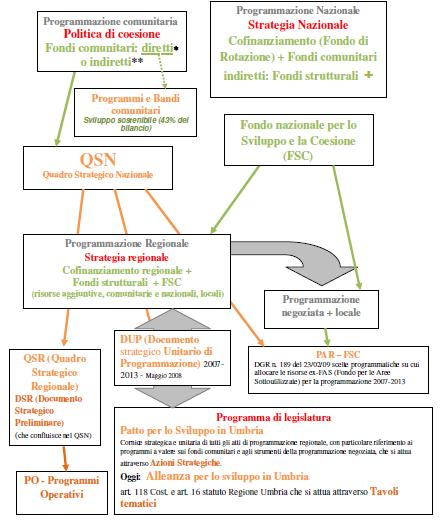 Programmazione comunitaria
Politica di coesione
Fondi comunitari: diretti*
o indiretti**
Programmazione Nazionale
Strategia Nazionale
Cofinanziamento (Fondo di
Rotazione) + Fondi comunitari
indiretti: Fondi strutturali +
Programmi e Bandi
comunitari
Sviluppo sostenibile (43% del
bilancio)
Fondo nazionale per lo
Sviluppo e la Coesione
(FSC)
QSN
Quadro Strategico Nazionale
Programmazione Regionale
Strategia regionale
Cofinanziamento regionale +
Fondi strutturali + FSC
(risorse aggiuntive, comunitarie e nazionali, locali)
Programmazione
negoziata + locale
QSR (Quadro
Strategico
Regionale)
DSR (Documento
Strategico
Preliminare)
(che confluisce nel QSN)
DUP (Documento
strategico Unitario di
Programmazione) 2007-
2013 - Maggio 2008
PAR – FSC
DGR n. 189 del 23/02/09 scelte programmatiche su cui
allocare le risorse ex-FAS (Fondo per le Aree
Sottoutilizzate) per la programmazione 2007-2013
Programma di legislatura
Patto per lo Sviluppo in Umbria
Cornice strategica e unitaria di tutti gli atti di programmazione regionale, con particolare riferimento ai
programmi a valere sui fondi comunitari e agli strumenti della programmazione negoziata, che si attua
attraverso Azioni Strategiche.
Oggi: Alleanza per lo sviluppo in Umbria
art. 118 Cost. e art. 16 statuto Regione Umbria che si attua attraverso Tavoli
tematici
PO - Programmi
Operativi